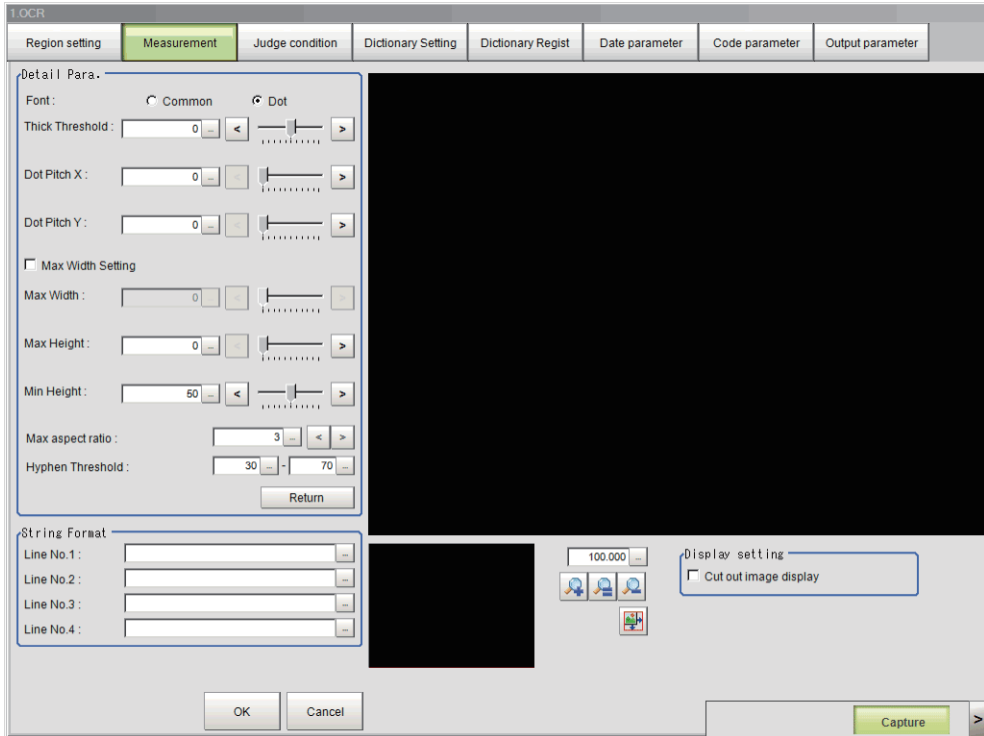 1.OCR
Region setting Measurement Judge condition Dictionary Setting Dictionary Regist Date parameter Code parameter Output parameter
Detail Para.
Font : Common Dot
Thick Threshold : 0 ... < >
Dot Pitch X : 0 ... < >
Dot Pitch Y : 0 ... < >
Max Width Setting
Max Width : 0 ... < >
Max Height : 0 ... < >
Min Height : 50 ... < >
Max aspect ratio : 3 ... < >
Hyphen Threshold : 30 ... - 70 ...
Return
String Format
Line No.1 : ...
Line No.2 : ...
Line No.3 : ...
Line No.4 : ...
100.000 ...
Display setting
Cut out image display
OK Cancel
Capture >